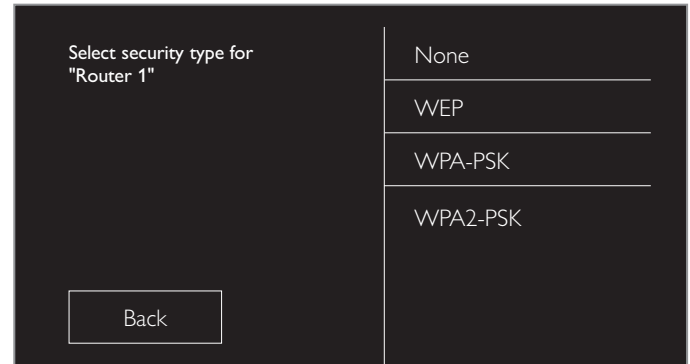 Select security type for
"Router 1"
None
WEP
WPA-PSK
WPA2-PSK
Back